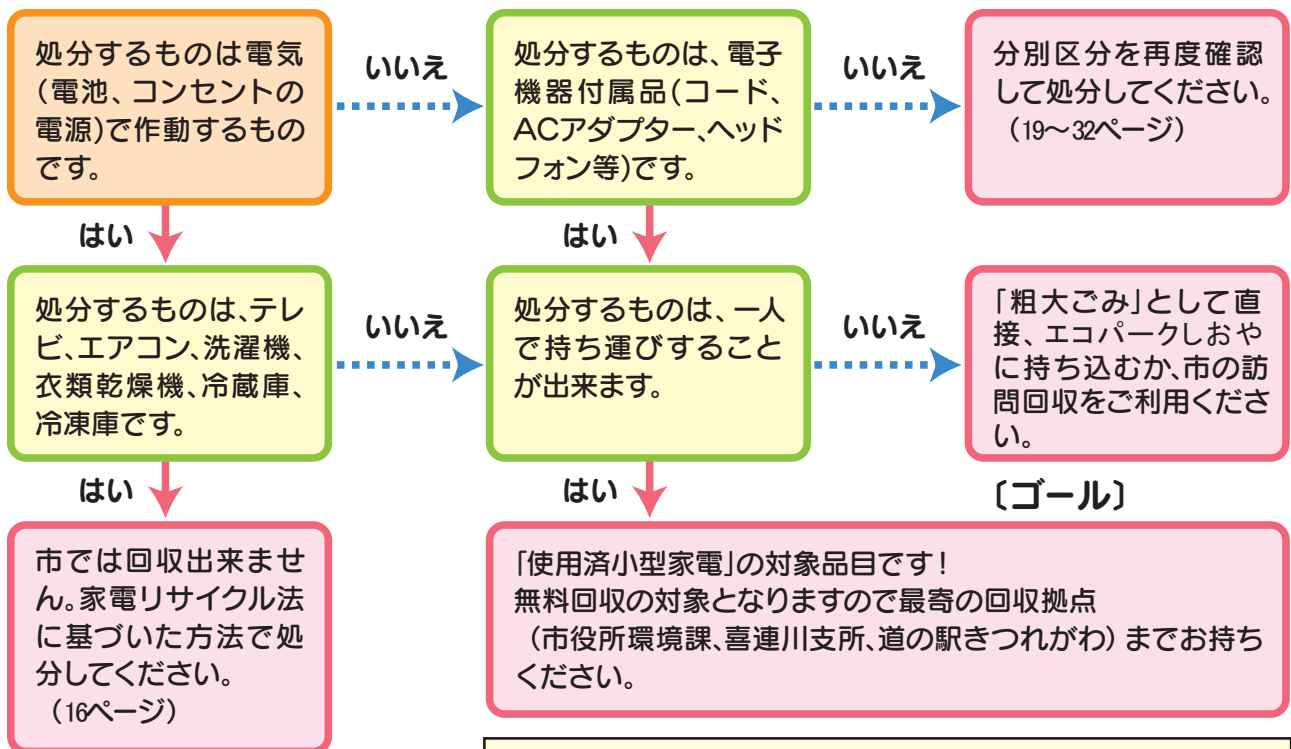 処分するものは電気
(電池、コンセントの
電源)で作動するもの
です。
いいえ
処分するものは、電子
機器付属品(コード、
ACアダプター、ヘッド
フォン等)です。
いいえ
分別区分を再度確認
して処分してください。
(19～32ページ)
はい
はい
処分するものは、テレ
ビ、エアコン、洗濯機、
衣類乾燥機、冷蔵庫、
冷凍庫です。
いいえ
処分するものは、一人
で持ち運びすること
が出来ます。
いいえ
「粗大ごみ」として直
接、エコパークしおや
に持ち込むか、市の訪
問回収をご利用くださ
い。
はい
はい
〔ゴール〕
市では回収出来ませ
ん。家電リサイクル法
に基づいた方法で処
分してください。
(16ページ)
「使用済小型家電」の対象品目です!
無料回収の対象となりますので最寄の回収拠点
(市役所環境課、喜連川支所、道の駅きつれがわ)までお持ち
ください。